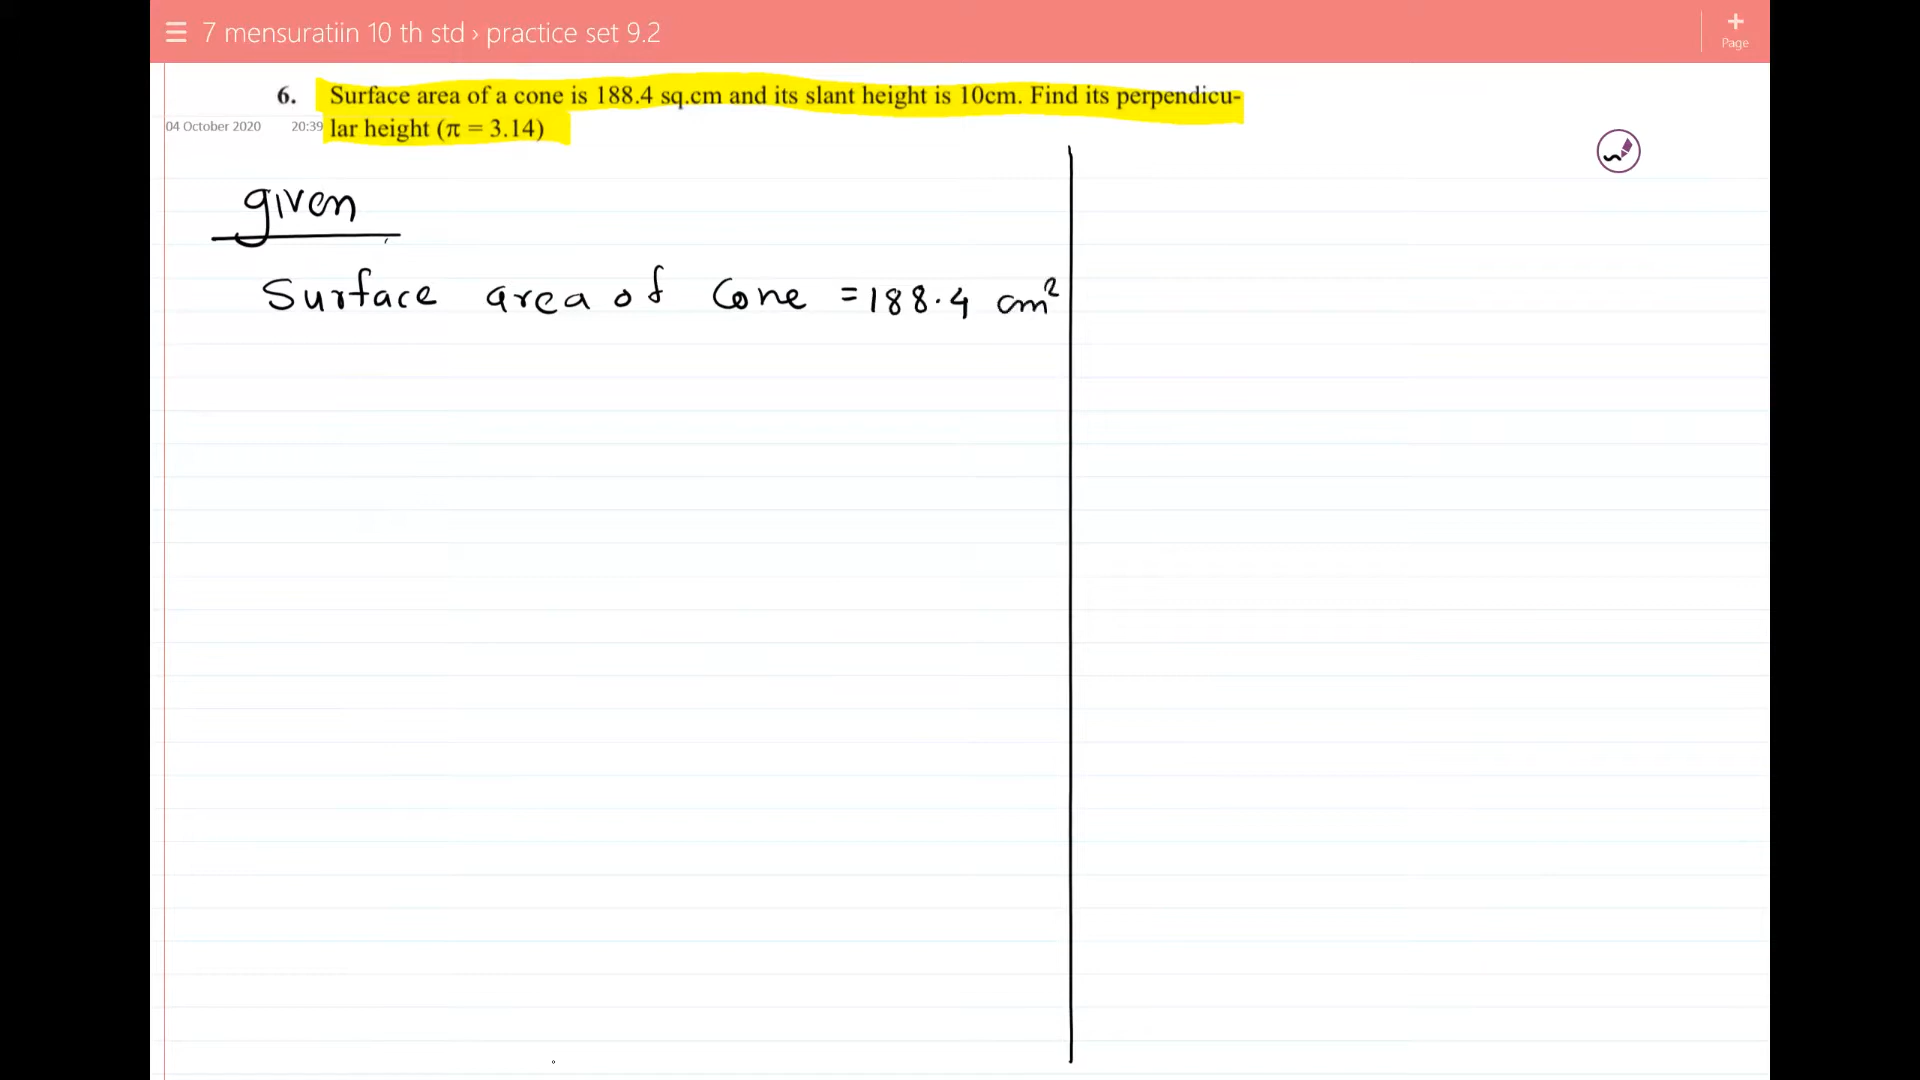 7 mensuratiin 10 th std › practice set 9.2
+
Page
6. Surface area of a cone is 188.4 sq.cm and its slant height is 10cm. Find its perpendicu-
04 October 2020 20:39 lar height (π = 3.14)
given
Surface area of Cone = 188.4 cm²